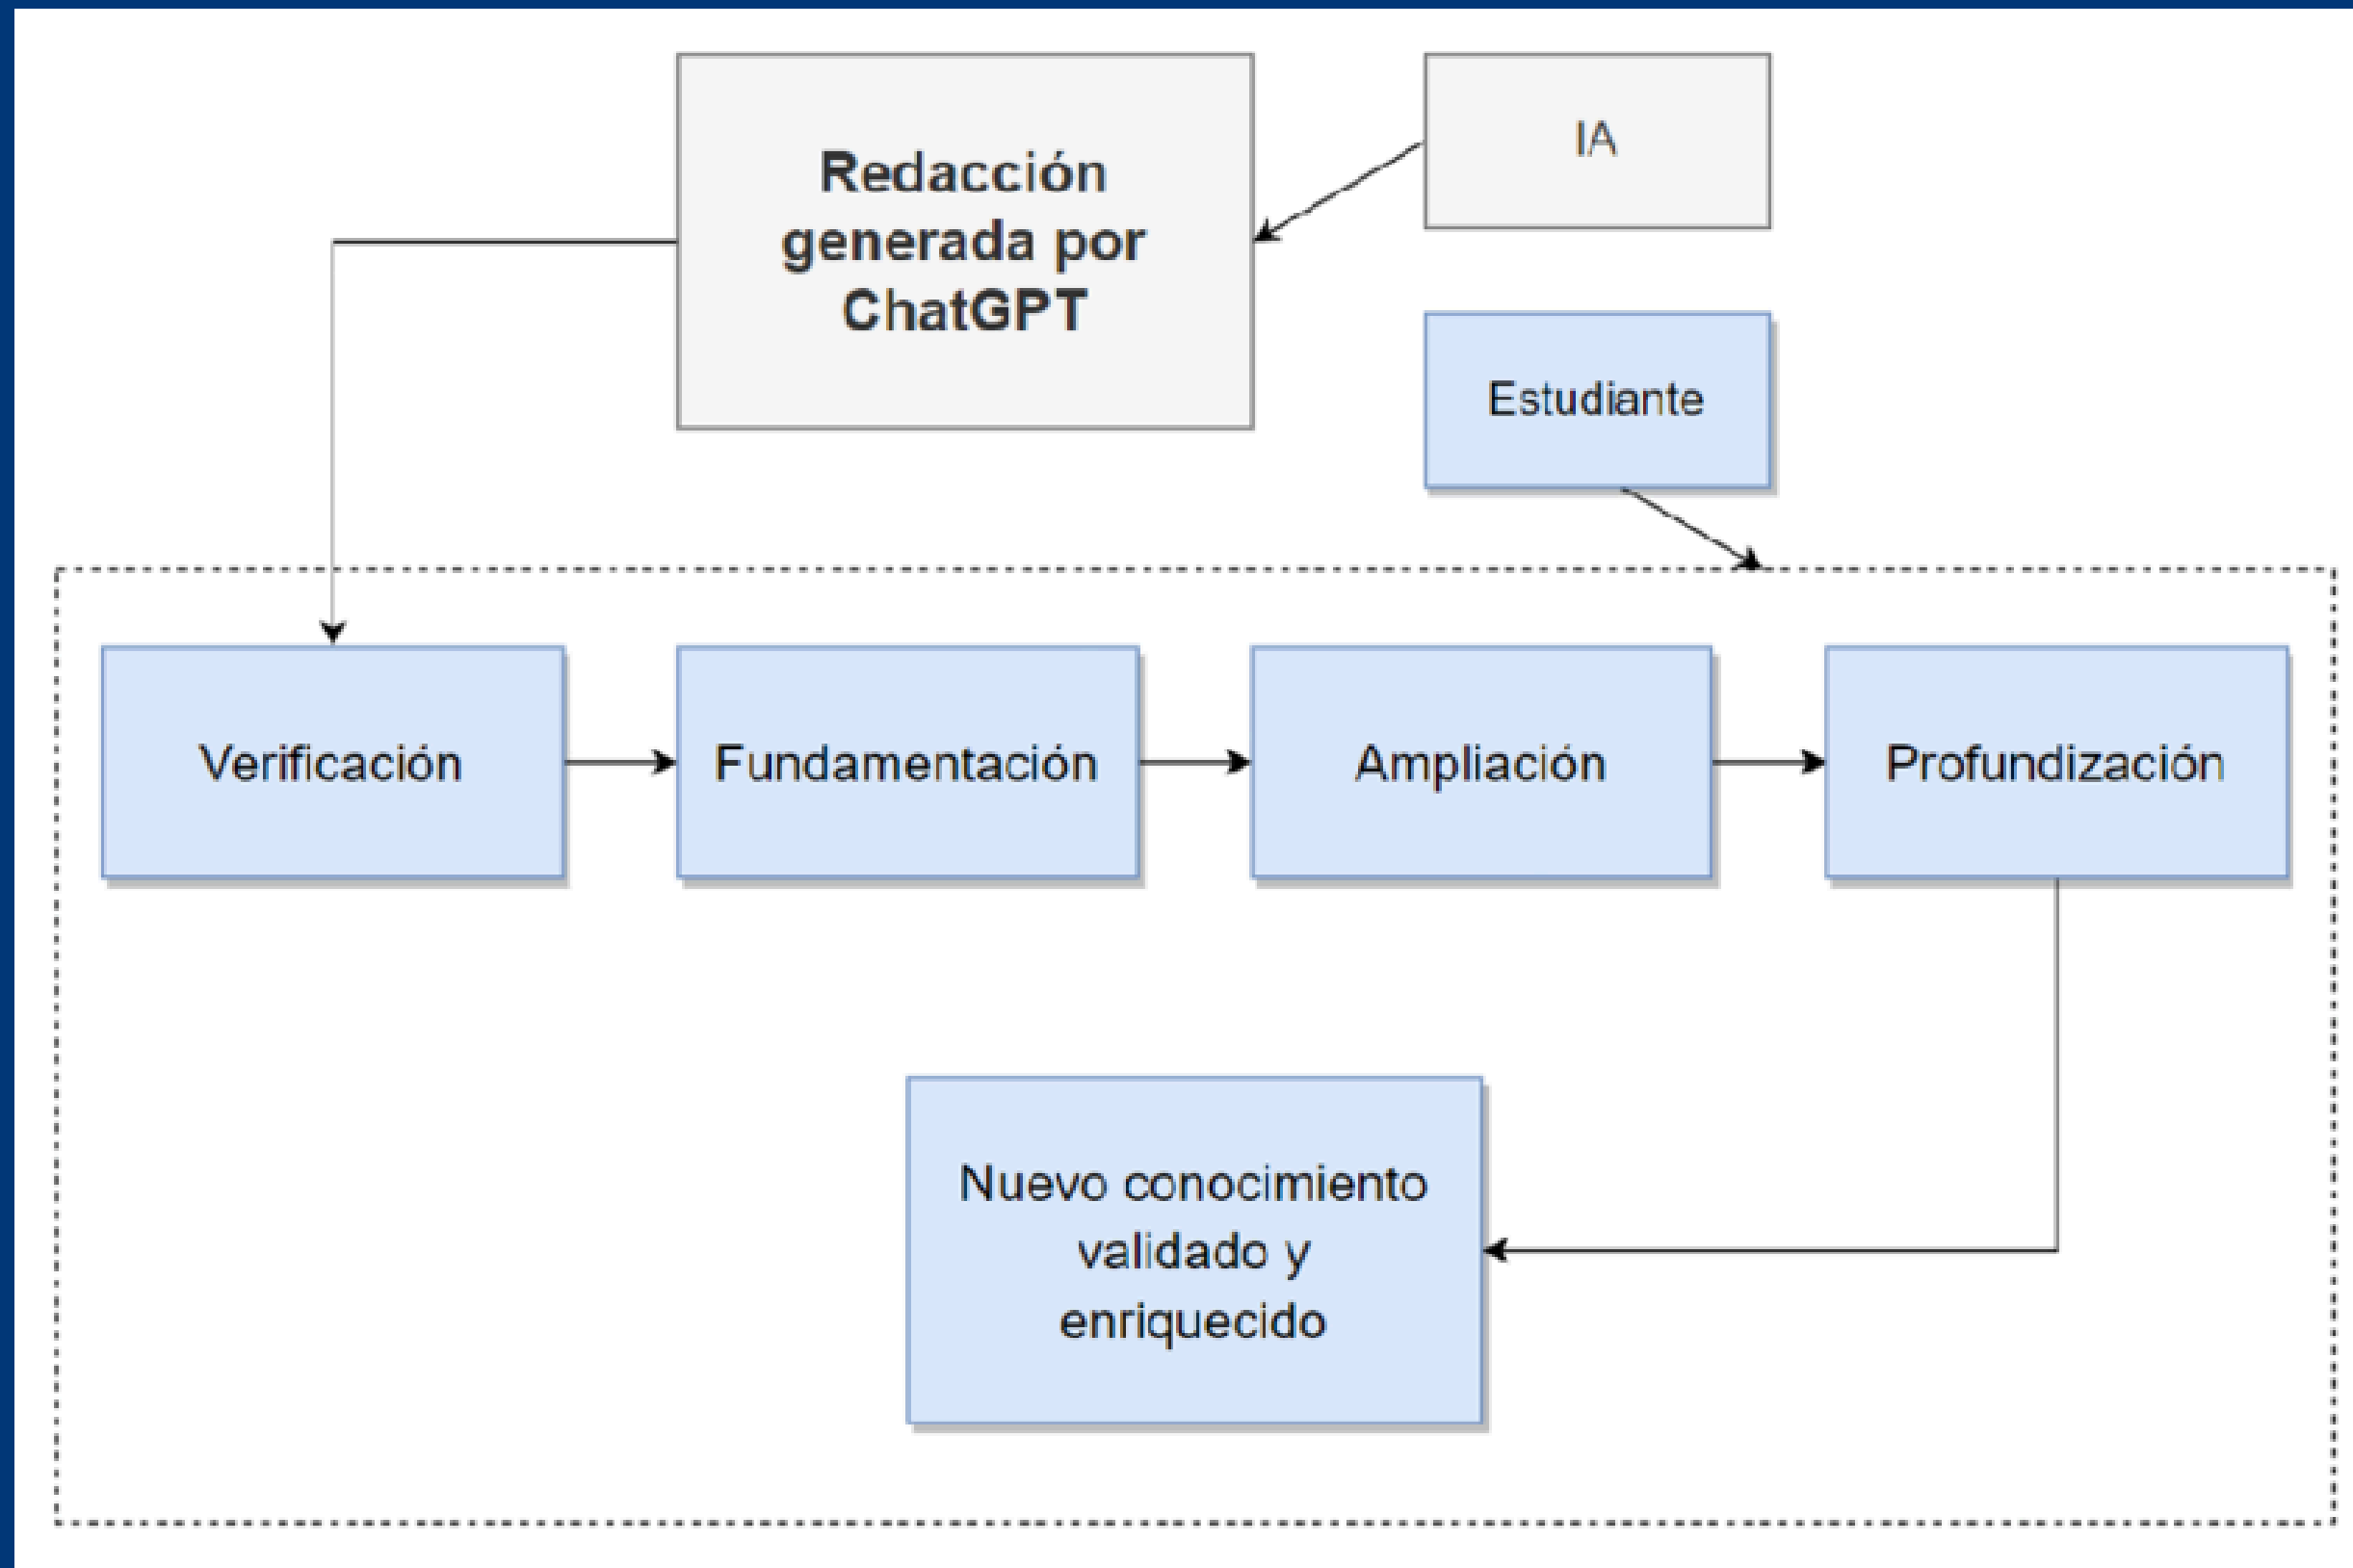 Redacción
generada por
ChatGPT
IA
Estudiante
Verificación
Fundamentación
Ampliación
Profundización
Nuevo conocimiento
validado y
enriquecido